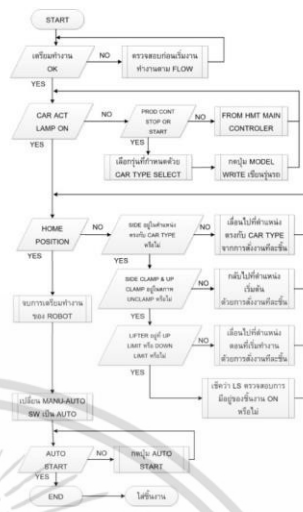 START
เตรียมทำงาน
OK
NO
ตรวจสอบก่อนเริ่มงาน
ทำงานตาม FLOW
YES
CAR ACT
LAMP ON
NO
PROD CONT
STOP OR
START
NO
FROM HMT MAIN
CONTROLER
YES
YES
เลือกรุ่นที่กำหนดด้วย
CAR TYPE SELECT
กดปุ่ม MODEL
WRITE เขียนรุ่นรถ
HOME
POSITION
NO
SIDE อยู่ในตำแหน่ง
ตรงกับ CAR TYPE
หรือไม่
NO
เลื่อนไปที่ตำแหน่ง
ตรงกับ CAR TYPE
จากการสั่งงานทีละขั้น
YES
YES
SIDE CLAMP & UP
CLAMP อยู่ในสภาพ
UNCLAMP หรือไม่
NO
กลับไปที่ตำแหน่ง
เริ่มต้น
ด้วยการสั่งงานทีละขั้น
จบการเตรียมทำงาน
ของ ROBOT
YES
LIFTER อยู่ที่ UP
LIMIT หรือ DOWN
LIMIT หรือไม่
NO
เลื่อนไปที่ตำแหน่ง
ตอนที่เริ่มทำงาน
ด้วยการสั่งงานทีละขั้น
YES
เช็คว่า LS ตรวจสอบการ
มีอยู่ของชิ้นงาน ON
หรือไม่
เปลี่ยน MANU-AUTO
SW เป็น AUTO
AUTO
START
NO
กดปุ่ม AUTO
START
YES
END
ใส่ชิ้นงาน